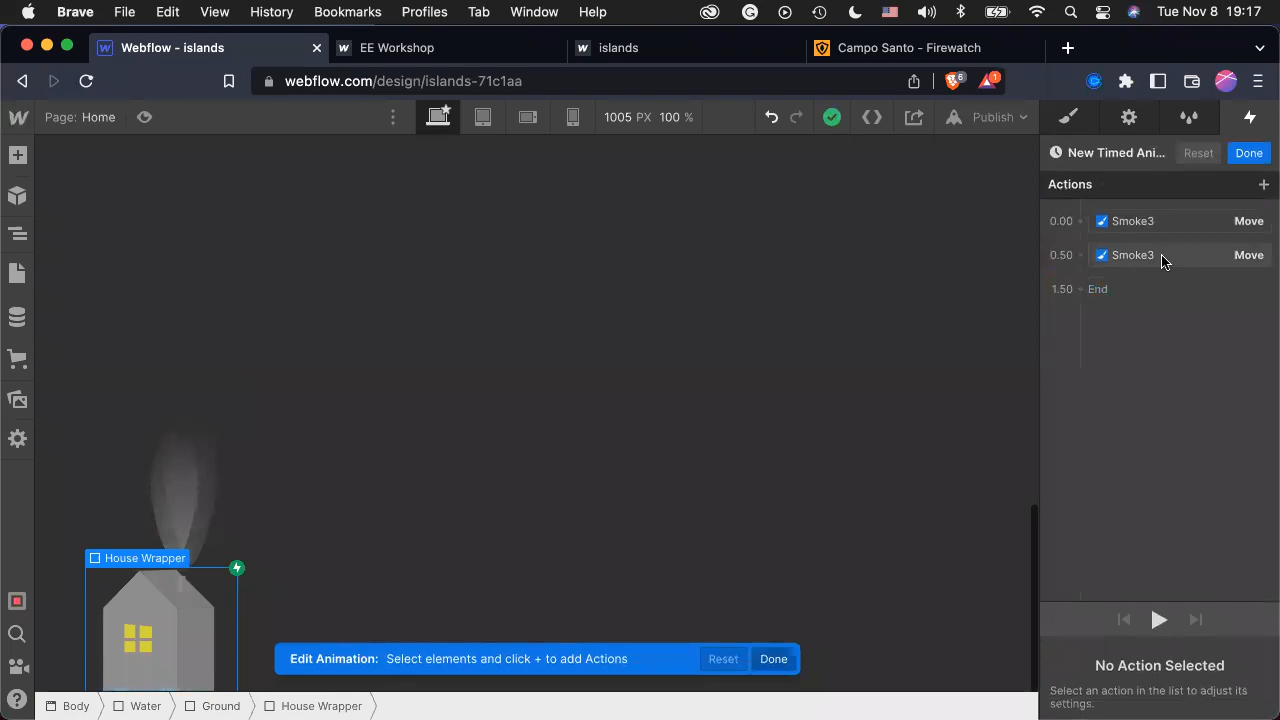 Brave File Edit View History Bookmarks Profiles Tab Window Help Tue Nov 8 19:17
Webflow - islands EE Workshop islands Campo Santo - Firewatch
webflow.com/design/islands-71c1aa 6 1
Page: Home 1005 PX 100 % Publish
New Timed Ani... Reset Done
Actions
0.00 Smoke3 Move
0.50 Smoke3 Move
1.50 End
House Wrapper
Edit Animation: Select elements and click + to add Actions Reset Done
No Action Selected
Select an action in the list to adjust its
settings.
Body Water Ground House Wrapper